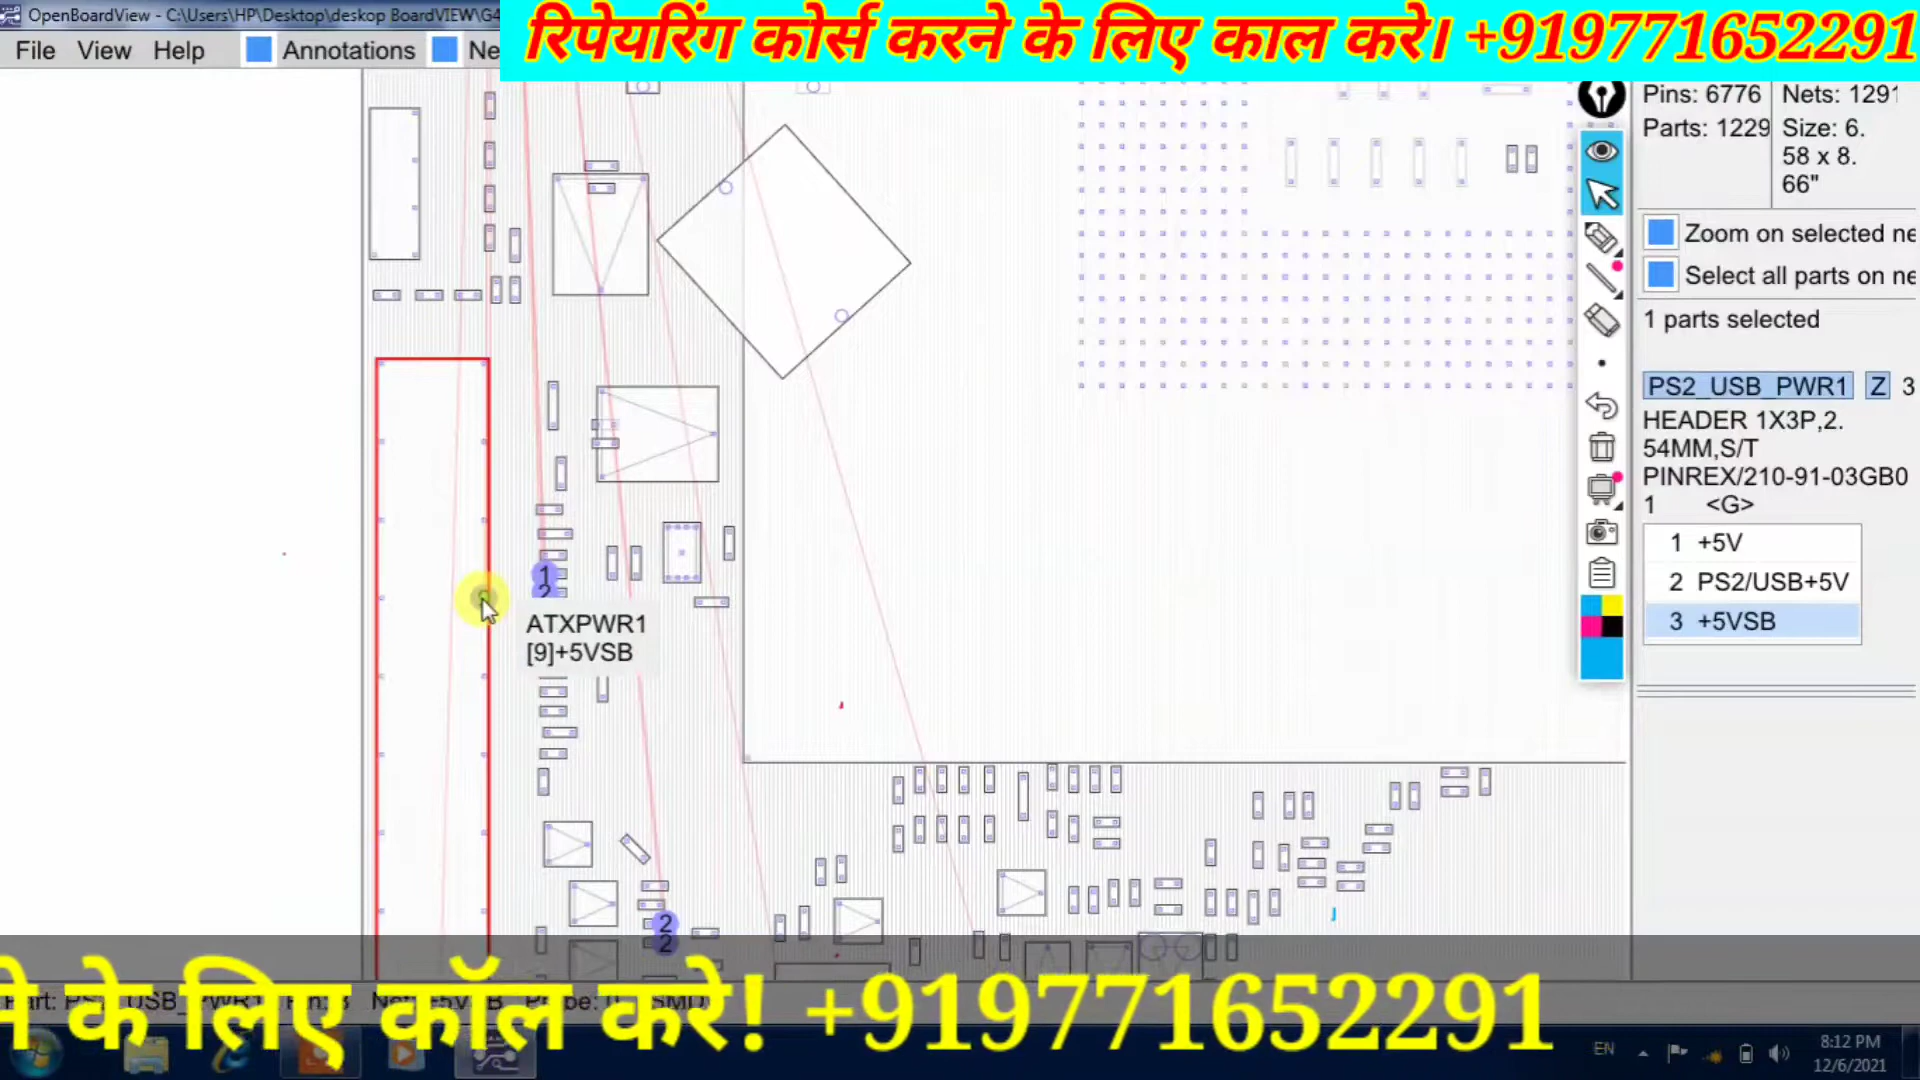 OpenBoardView - C:\Users\HP\Desktop\deskop BoardVIEW\G4
रिपेयरिंग कोर्स करने के लिए काल करे। +919771652291
File View Help Annotations Ne
Pins: 6776 Nets: 1291
Parts: 1229 Size: 6.
58 x 8.
66"
Zoom on selected ne
Select all parts on ne
1 parts selected
PS2_USB_PWR1 Z 3
HEADER 1X3P,2.
54MM,S/T
PINREX/210-91-03GB0
1 <G>
1 +5V
2 PS2/USB+5V
3 +5VSB
1
2
ATXPWR1
[9]+5VSB
2
2
ने के लिए कॉल करे! +919771652291
EN
8:12 PM
12/6/2021